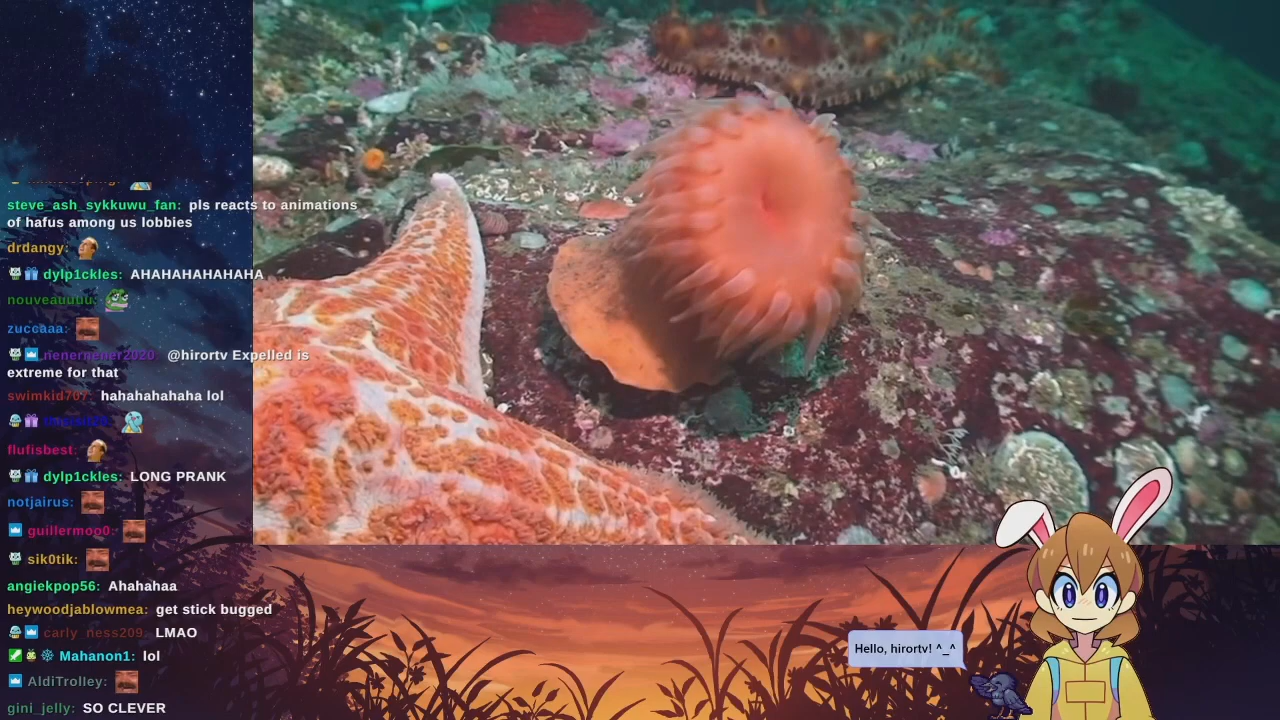 steve_ash_sykkuwu_fan: pls reacts to animations
of hafus among us lobbies
drdangy:
dylp1ckles: AHAHAHAHAHAHA
nouveauuuu:
zuccaaa:
nenernener2020: @hirortv Expelled is
extreme for that
swimkid707: hahahahahaha lol
flufisbest:
dylp1ckles: LONG PRANK
notjairus:
guillermoo0:
sik0tik:
angiekpop56: Ahahahaa
heywoodjablowmea: get stick bugged
carly_ness209: LMAO
Mahanon1: lol
AldiTrolley:
gini_jelly: SO CLEVER
Hello, hirortv! ^_^